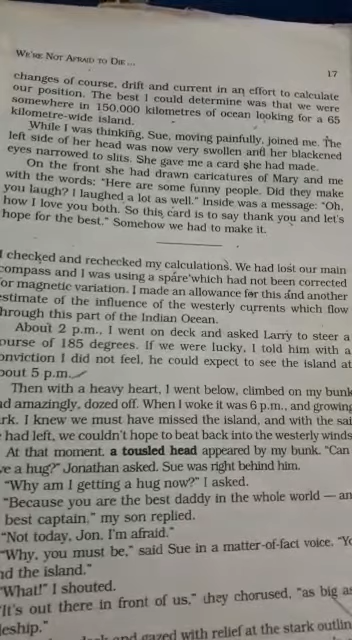 WE'RE NOT AFRAID TO DIE...
17
changes of course, drift and current in an effort to calculate
our position. The best I could determine was that we were
somewhere in 150,000 kilometres of ocean looking for a 65
kilometre-wide island.
While I was thinking, Sue, moving painfully, joined me. The
left side of her head was now very swollen and her blackened
eyes narrowed to slits. She gave me a card she had made.
On the front she had drawn caricatures of Mary and me
with the words: "Here are some funny people. Did they make
you laugh? I laughed a lot as well." Inside was a message: "Oh,
how I love you both. So this card is to say thank you and let's
hope for the best." Somehow we had to make it.
I checked and rechecked my calculations. We had lost our main
compass and I was using a spare which had not been corrected
for magnetic variation. I made an allowance for this and another
estimate of the influence of the westerly currents which flow
through this part of the Indian Ocean.
About 2 p.m., I went on deck and asked Larry to steer a
ourse of 185 degrees. If we were lucky, I told him with a
onviction I did not feel, he could expect to see the island at
bout 5 p.m.
Then with a heavy heart, I went below, climbed on my bunk
nd amazingly, dozed off. When I woke it was 6 p.m., and growing
rk. I knew we must have missed the island, and with the sai
had left, we couldn't hope to beat back into the westerly winds
At that moment, a tousled head appeared by my bunk. "Can
ve a hug?" Jonathan asked. Sue was right behind him.
"Why am I getting a hug now?" I asked.
"Because you are the best daddy in the whole world — an
best captain," my son replied.
"Not today, Jon, I'm afraid."
"Why, you must be," said Sue in a matter-of-fact voice. "Yo
nd the island."
"What!" I shouted.
"It's out there in front of us," they chorused, "as big as
leship."
and gazed with relief at the stark outlin